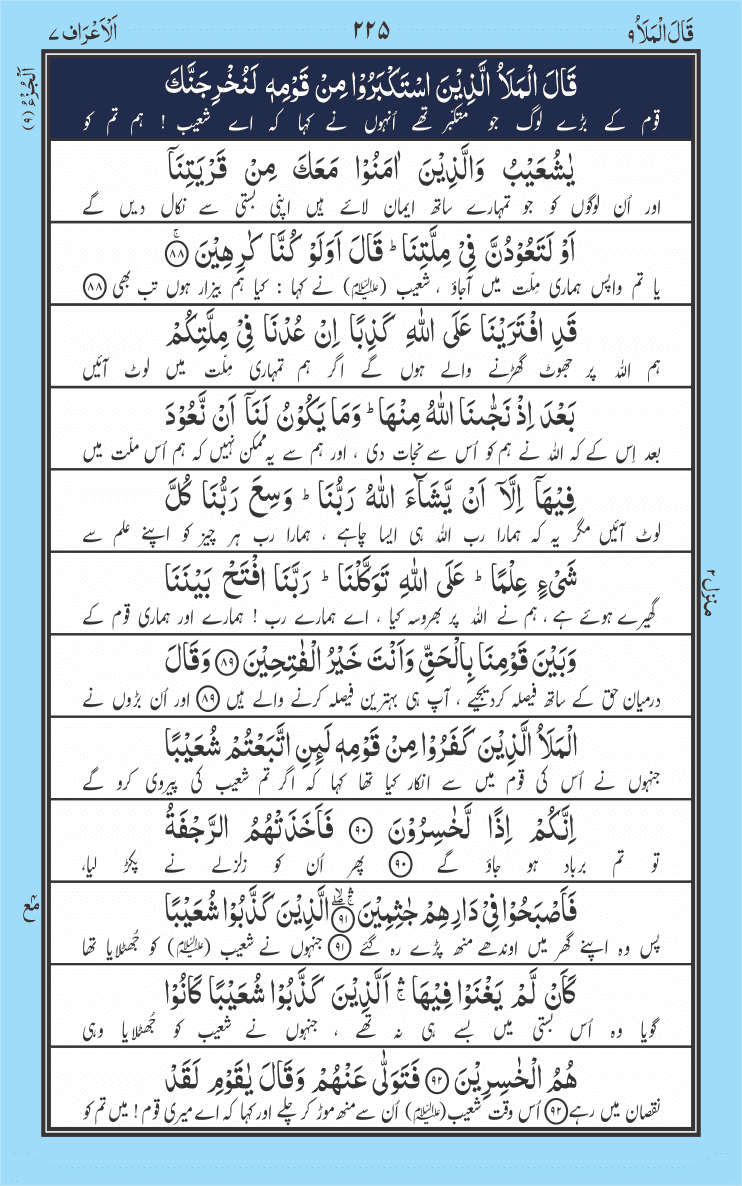 قَالَ الْمَلَاُ ٩
٢٢٥
اَلْاَعْرَاف ٧
اَلْجُزْءُ (٩)
قَالَ الْمَلَاُ الَّذِيْنَ اسْتَكْبَرُوْا مِنْ قَوْمِهٖ لَنُخْرِجَنَّكَ
قوم کے بڑے لوگ جو متکبّر تھے اُنہوں نے کہا کہ اے شعیب ! ہم تم کو
يٰشُعَيْبُ وَالَّذِيْنَ اٰمَنُوْا مَعَكَ مِنْ قَرْيَتِنَاۤ
اور اُن لوگوں کو جو تمہارے ساتھ ایمان لائے ہیں اپنی بستی سے نکال دیں گے
اَوْ لَتَعُوْدُنَّ فِيْ مِلَّتِنَا ؕ قَالَ اَوَلَوْ كُنَّا كٰرِهِيْنَ ۚ ٨٨
یا تم واپس ہماری مِلّت میں آجاؤ ، شعیب (علیہ السلام) نے کہا : کیا ہم بیزار ہوں تب بھی ٨٨
قَدِ افْتَرَيْنَا عَلَى اللّٰهِ كَذِبًا اِنْ عُدْنَا فِيْ مِلَّتِكُمْ
ہم اللہ پر جھوٹ گھڑنے والے ہوں گے اگر ہم تمہاری مِلّت میں لوٹ آئیں
بَعْدَ اِذْ نَجّٰىنَا اللّٰهُ مِنْهَا ؕ وَمَا يَكُوْنُ لَنَاۤ اَنْ نَّعُوْدَ
بعد اِس کے کہ اللہ نے ہم کو اُس سے نجات دی ، اور ہم سے یہ ممکن نہیں کہ ہم اُس ملّت میں
فِيْهَاۤ اِلَّاۤ اَنْ يَّشَآءَ اللّٰهُ رَبُّنَا ؕ وَسِعَ رَبُّنَا كُلَّ
لوٹ آئیں مگر یہ کہ ہمارا رب اللہ ہی ایسا چاہے ، ہمارا رب ہر چیز کو اپنے علم سے
شَيْءٍ عِلْمًا ؕ عَلَى اللّٰهِ تَوَكَّلْنَا ؕ رَبَّنَا افْتَحْ بَيْنَنَا
گھیرے ہوئے ہے ، ہم نے اللہ پر بھروسہ کیا ، اے ہمارے رب ! ہمارے اور ہماری قوم کے
منزل ٢
وَبَيْنَ قَوْمِنَا بِالْحَقِّ وَاَنْتَ خَيْرُ الْفٰتِحِيْنَ ٨٩ وَقَالَ
درمیان حق کے ساتھ فیصلہ کردیجیے ، آپ ہی بہترین فیصلہ کرنے والے ہیں ٨٩ اور اُن بڑوں نے
الْمَلَاُ الَّذِيْنَ كَفَرُوْا مِنْ قَوْمِهٖ لَئِنِ اتَّبَعْتُمْ شُعَيْبًا
جنہوں نے اُس کی قوم میں سے انکار کیا تھا کہا کہ اگر تم شعیب کی پیروی کرو گے
اِنَّكُمْ اِذًا لَّخٰسِرُوْنَ ٩٠ فَاَخَذَتْهُمُ الرَّجْفَةُ
تو تم برباد ہو جاؤ گے ٩٠ پھر اُن کو زلزلے نے پکڑ لیا،
فَاَصْبَحُوْا فِيْ دَارِهِمْ جٰثِمِيْنَ ٩١ الَّذِيْنَ كَذَّبُوْا شُعَيْبًا
پس وہ اپنے گھر میں اوندھے منھ پڑے رہ گئے ٩١ جنہوں نے شعیب (علیہ السلام) کو جُھٹلایا تھا
كَاَنْ لَّمْ يَغْنَوْا فِيْهَا ۛۚ اَلَّذِيْنَ كَذَّبُوْا شُعَيْبًا كَانُوْا
گویا وہ اُس بستی میں بسے ہی نہ تھے ، جنہوں نے شعیب کو جُھٹلایا وہی
هُمُ الْخٰسِرِيْنَ ٩٢ فَتَوَلّٰى عَنْهُمْ وَقَالَ يٰقَوْمِ لَقَدْ
نقصان میں رہے ٩٢ اُس وقت شعیب (علیہ السلام) اُن سے منھ موڑ کر چلے اور کہا کہ اے میری قوم ! میں تم کو